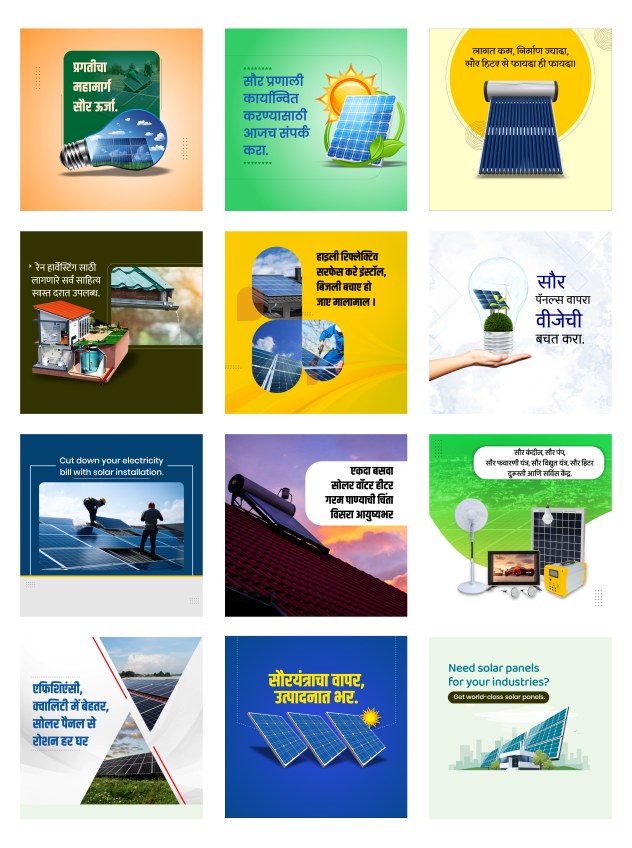 प्रगतीचा
महामार्ग
सौर ऊर्जा.
सौर प्रणाली
कार्यान्वित
करण्यासाठी
आजच संपर्क
करा.
लागत कम, निर्माण ज्यादा,
सौर हिटर से फायदा ही फायदा।
रेन हार्वेस्टिंग साठी
लागणारे सर्व साहित्य
स्वस्त दरात उपलब्ध.
हाइली रिफ्लेक्टिव
सरफेस करे इंस्टॉल,
बिजली बचाए हो
जाए मालामाल ।
सौर
पॅनल्स वापरा
वीजेची
बचत करा.
Cut down your electricity
bill with solar installation.
एकदा बसवा
सोलर वॉटर हीटर
गरम पाण्याची चिंता
विसरा आयुष्यभर
सौर कंदील, सौर पंप,
सौर फवारणी यंत्र, सौर विद्युत यंत्र, सौर हिटर
दुरूस्ती आणि सर्विस केंद्र.
एफिशिएंसी,
क्वालिटी में बेहतर,
सोलर पैनल से
रोशन हर घर
सौरयंत्राचा वापर,
उत्पादनात भर.
Need solar panels
for your industries?
Get world-class solar panels.